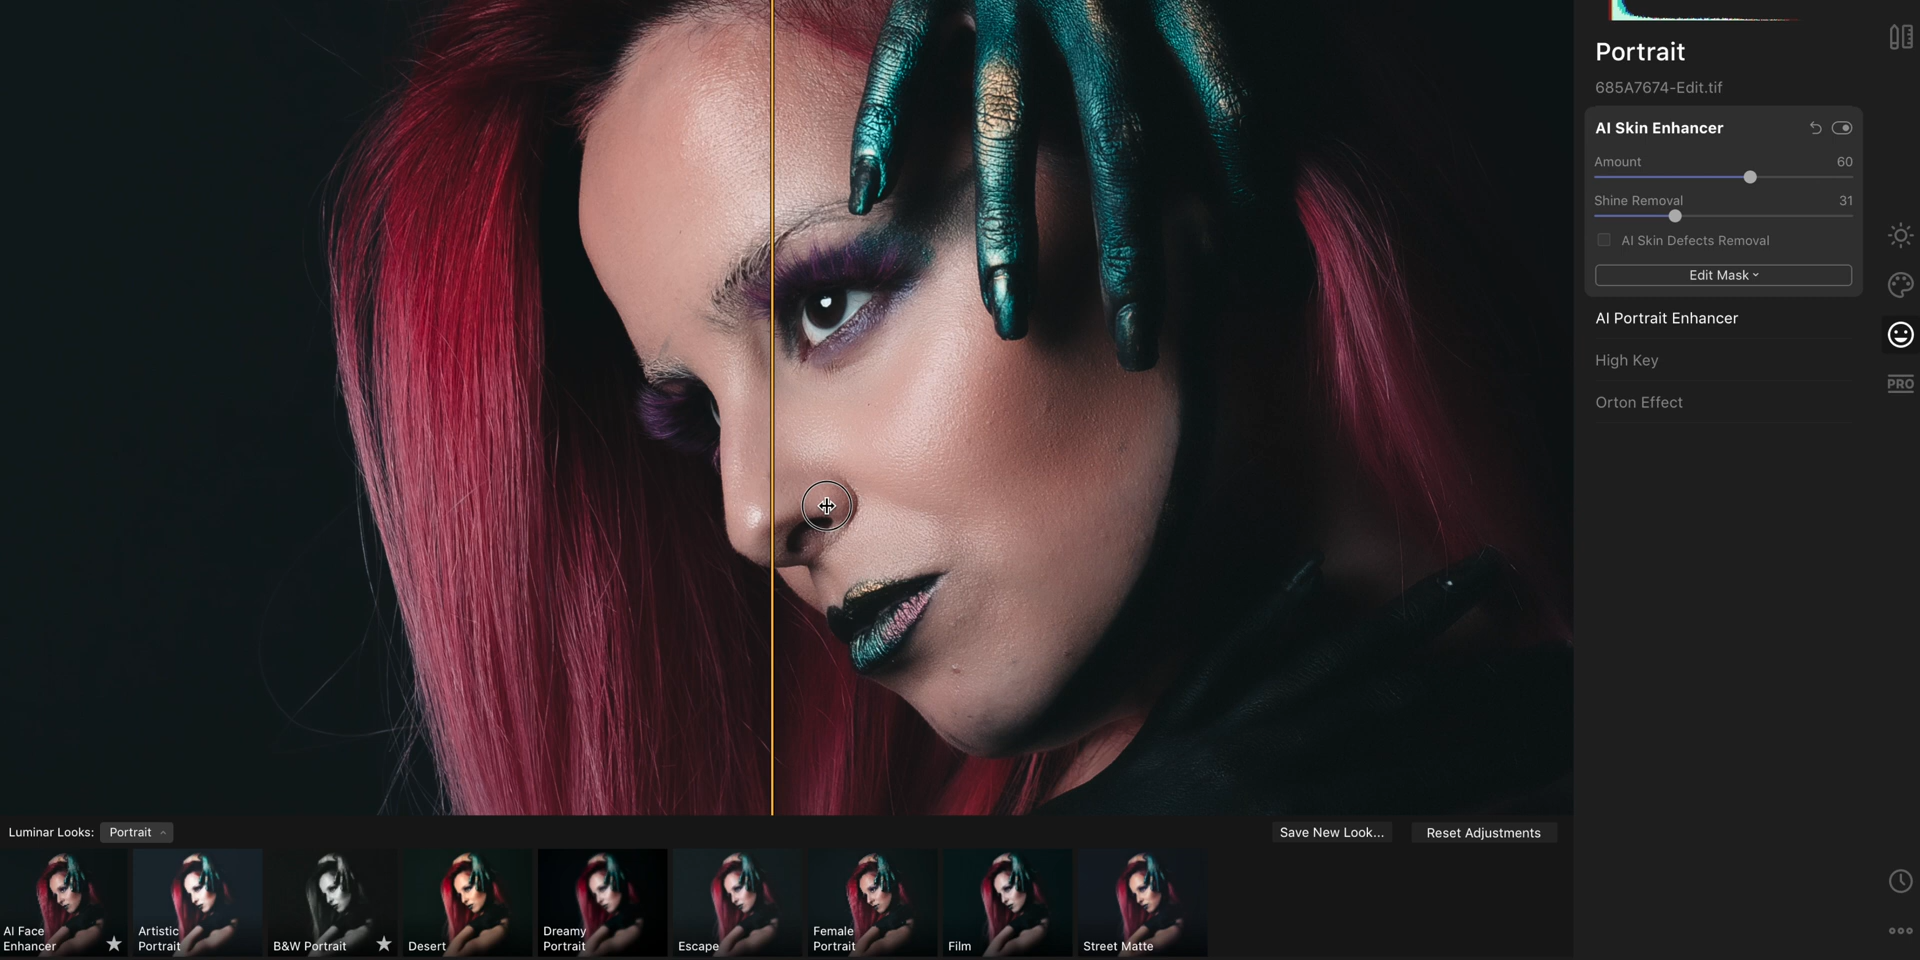 Portrait
685A7674-Edit.tif
AI Skin Enhancer
Amount 60
Shine Removal 31
AI Skin Defects Removal
Edit Mask
AI Portrait Enhancer
High Key
Orton Effect
PRO
Luminar Looks: Portrait
Save New Look... Reset Adjustments
AI Face
Enhancer
Artistic
Portrait
B&W Portrait
Desert
Dreamy
Portrait
Escape
Female
Portrait
Film
Street Matte